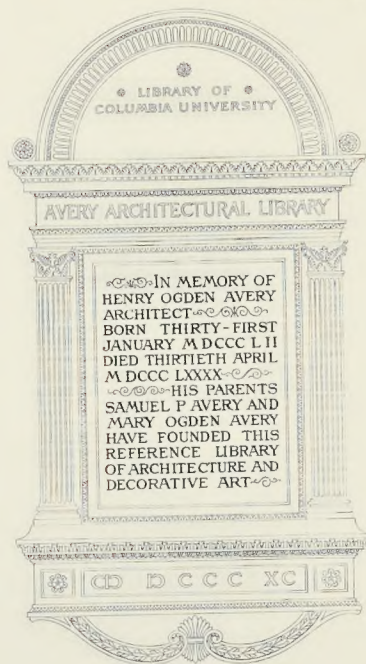 LIBRARY OF
COLUMBIA UNIVERSITY
AVERY ARCHITECTURAL LIBRARY
IN MEMORY OF
HENRY OGDEN AVERY
ARCHITECT
BORN THIRTY-FIRST
JANUARY M DCCC LII
DIED THIRTIETH APRIL
M DCCC LXXXX
HIS PARENTS
SAMUEL P AVERY AND
MARY OGDEN AVERY
HAVE FOUNDED THIS
REFERENCE LIBRARY
OF ARCHITECTURE AND
DECORATIVE ART
M D C C C XC